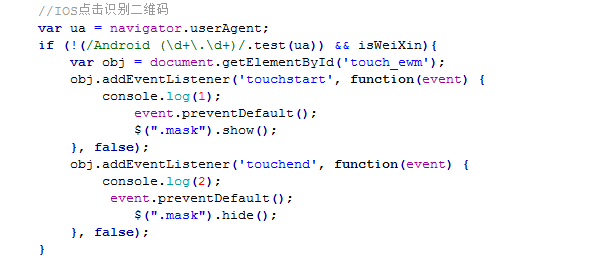 //IOS点击识别二维码
var ua = navigator.userAgent;
if (!(/Android (\d+\.\d+)/.test(ua)) && isWeiXin){
    var obj = document.getElementById('touch_ewm');
    obj.addEventListener('touchstart', function(event) {
        console.log(1);
            event.preventDefault();
            $(".mask").show();
    }, false);
    obj.addEventListener('touchend', function(event) {
        console.log(2);
         event.preventDefault();
            $(".mask").hide();
    }, false);
}